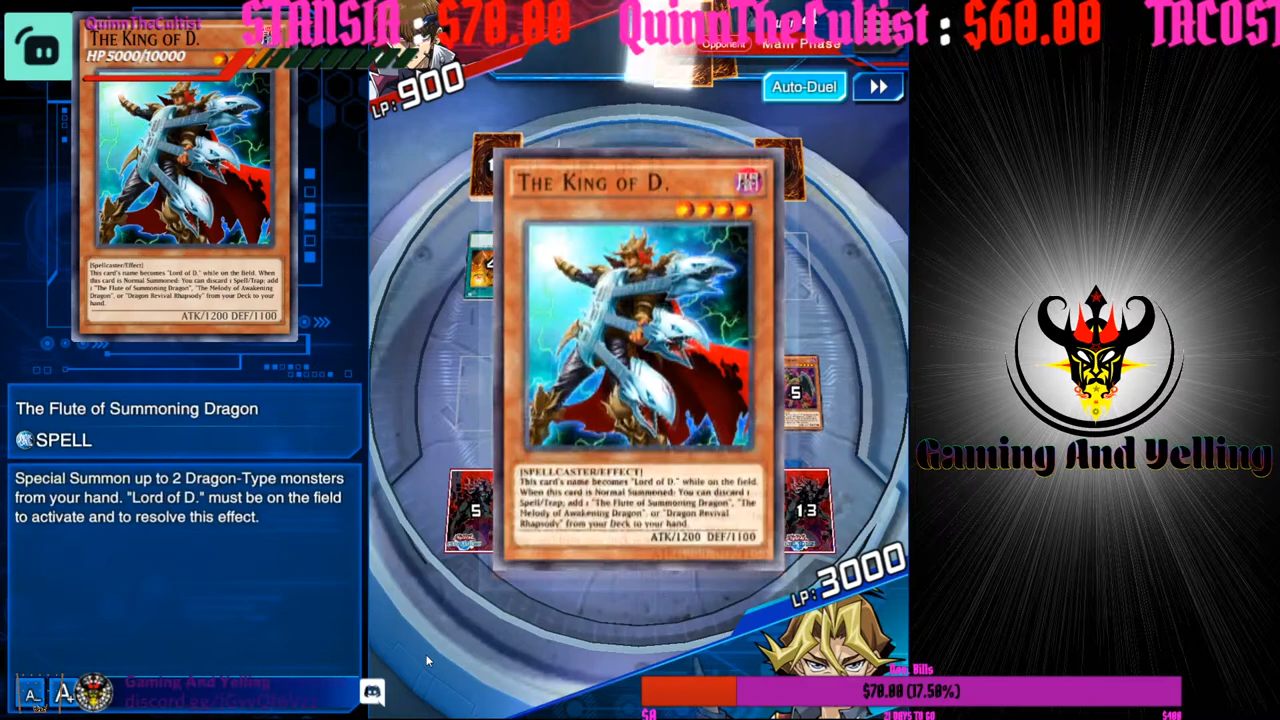 STANSIA : $70.00 QuinnTheCultist : $60.00 TACOST
QuinnTheCultist
THE KING OF D.
HP 5000/10000
[Spellcaster/Effect]
This card's name becomes "Lord of D." while on the field. When
this card is Normal Summoned: You can discard 1 Spell/Trap; add
1 "The Flute of Summoning Dragon", "The Melody of Awakening
Dragon", or "Dragon Revival Rhapsody" from your Deck to your
hand.
ATK/1200 DEF/1100
The Flute of Summoning Dragon
SPELL
Special Summon up to 2 Dragon-Type monsters
from your hand. "Lord of D." must be on the field
to activate and to resolve this effect.
A-
A+
Gaming And Yelling
LP: 900
Opponent
Main Phase
Auto-Duel
THE KING OF D.
[SPELLCASTER/EFFECT]
This card's name becomes "Lord of D." while on the field.
When this card is Normal Summoned: You can discard 1
Spell/Trap; add 1 "The Flute of Summoning Dragon", "The
Melody of Awakening Dragon", or "Dragon Revival
Rhapsody" from your Deck to your hand.
ATK/1200 DEF/1100
5
5
13
LP: 3000
Gaming And Yelling
Bills
$70.00 (17.50%)
$0
21 DAYS TO GO
$400